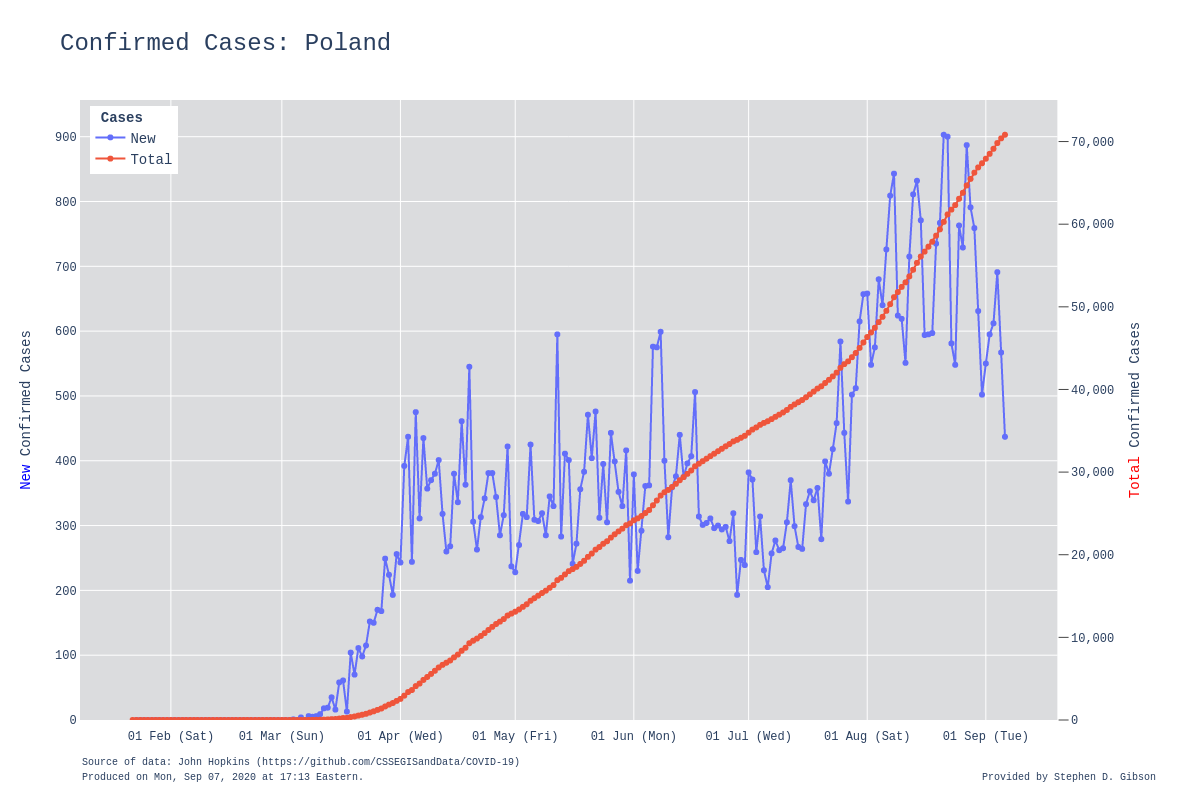 Confirmed Cases: Poland
Cases
New
Total
900
800
700
600
500
400
300
200
100
0
70,000
60,000
50,000
40,000
30,000
20,000
10,000
0
New Confirmed Cases
Total Confirmed Cases
01 Feb (Sat) 01 Mar (Sun) 01 Apr (Wed) 01 May (Fri) 01 Jun (Mon) 01 Jul (Wed) 01 Aug (Sat) 01 Sep (Tue)
Source of data: John Hopkins (https://github.com/CSSEGISandData/COVID-19)
Produced on Mon, Sep 07, 2020 at 17:13 Eastern.
Provided by Stephen D. Gibson